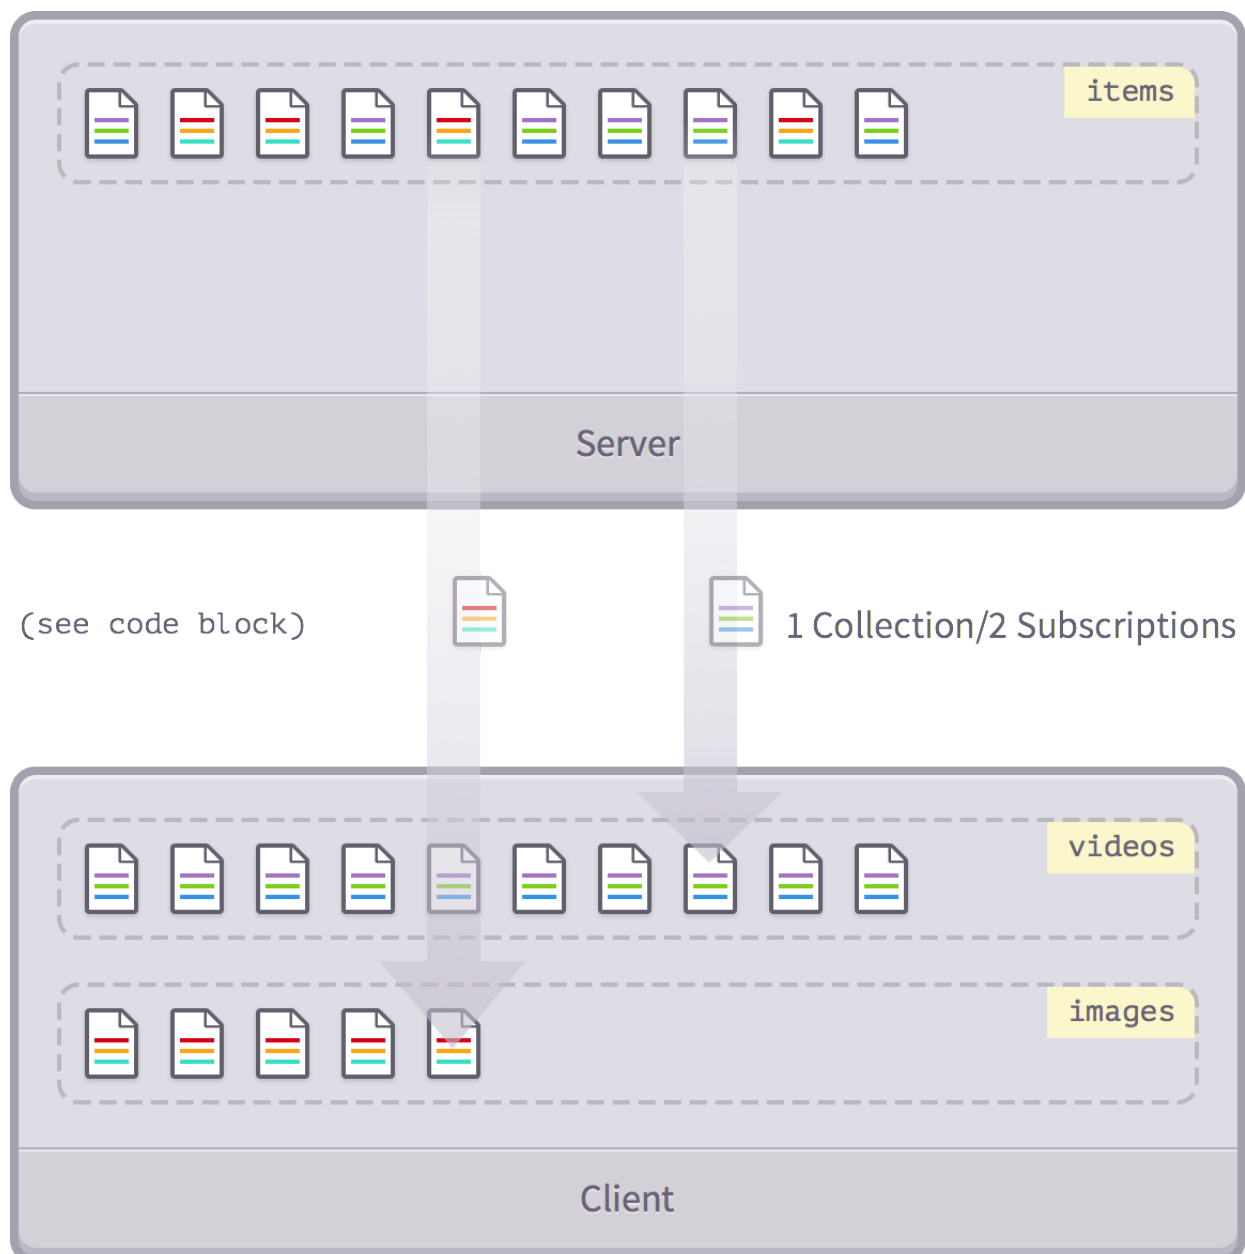 items
Server
(see code block)
1 Collection/2 Subscriptions
videos
images
Client